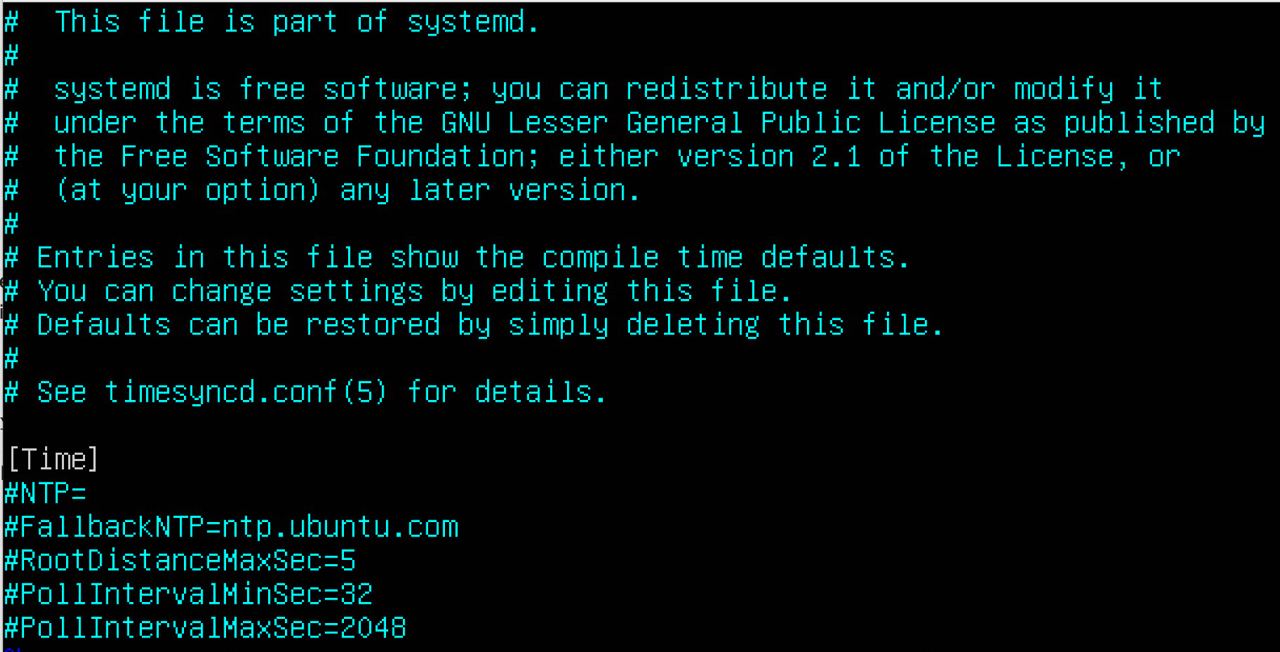 #  This file is part of systemd.
#
#  systemd is free software; you can redistribute it and/or modify it
#  under the terms of the GNU Lesser General Public License as published by
#  the Free Software Foundation; either version 2.1 of the License, or
#  (at your option) any later version.
#
# Entries in this file show the compile time defaults.
# You can change settings by editing this file.
# Defaults can be restored by simply deleting this file.
#
# See timesyncd.conf(5) for details.

[Time]
#NTP=
#FallbackNTP=ntp.ubuntu.com
#RootDistanceMaxSec=5
#PollIntervalMinSec=32
#PollIntervalMaxSec=2048